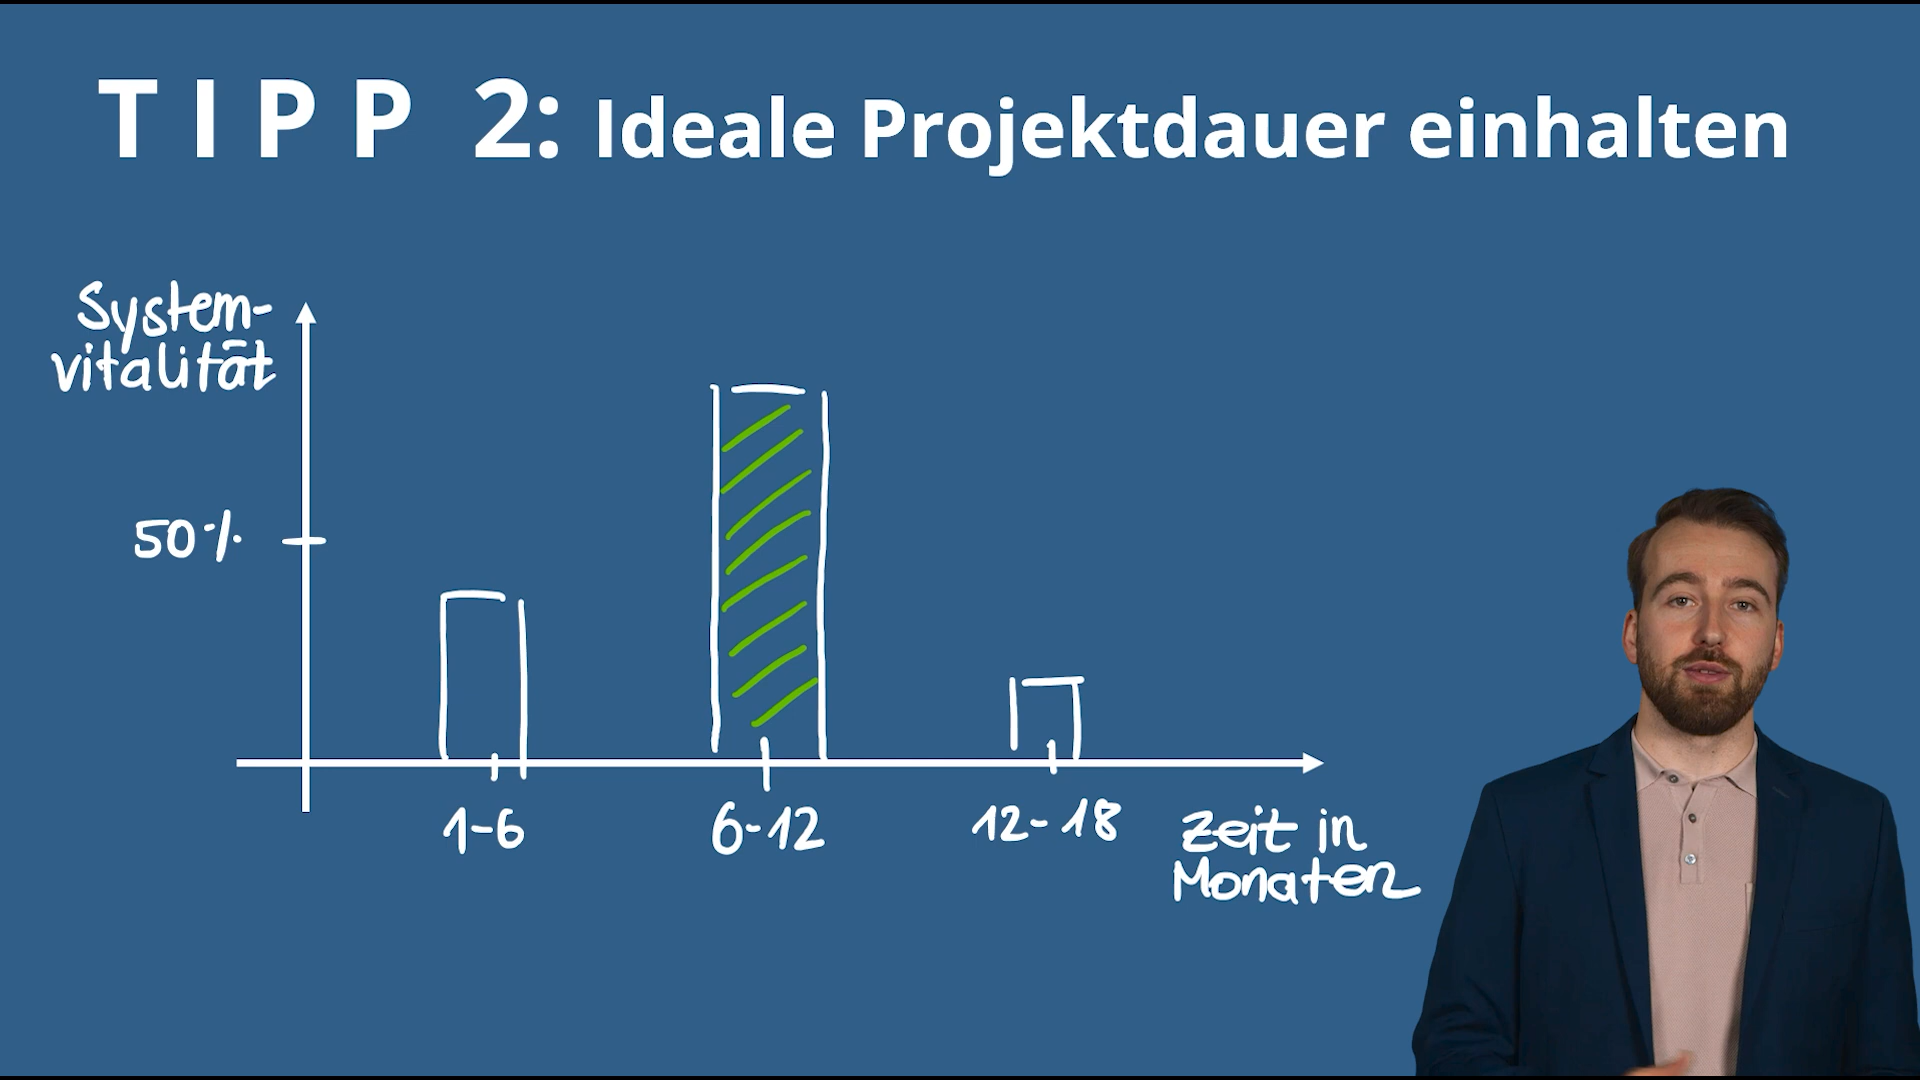 TIPP 2: Ideale Projektdauer einhalten
System-
vitalität
50%
1-6
6-12
12-18
Zeit in
Monaten